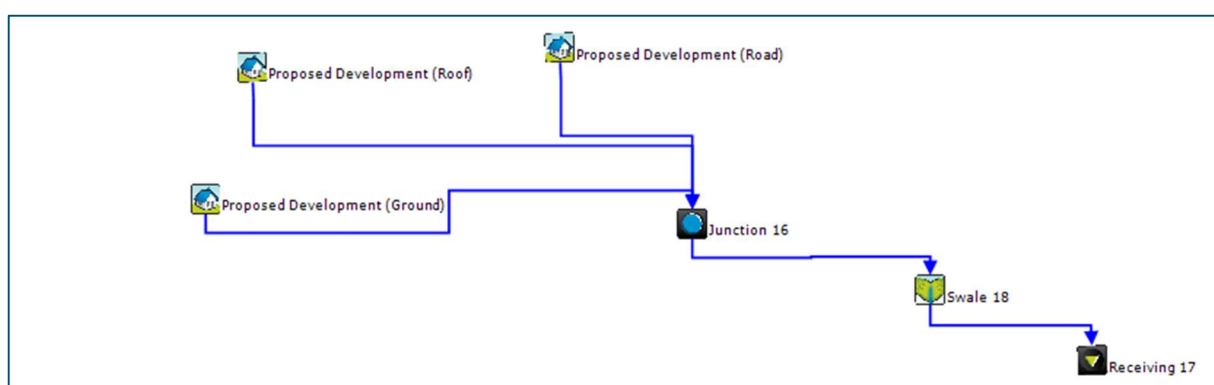 Proposed Development (Road)
Proposed Development (Roof)
Proposed Development (Ground)
Junction 16
Swale 18
Receiving 17